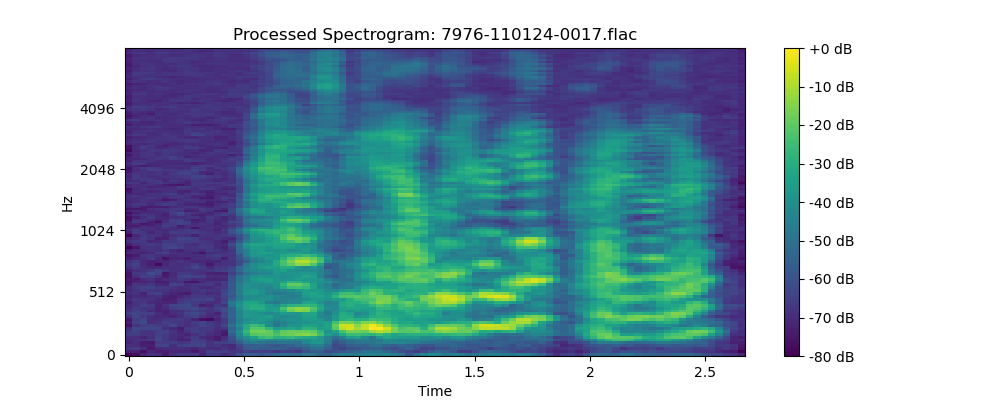 Processed Spectrogram: 7976-110124-0017.flac
Hz
4096
2048
1024
512
0
0
0.5
1
1.5
2
2.5
Time
+0 dB
-10 dB
-20 dB
-30 dB
-40 dB
-50 dB
-60 dB
-70 dB
-80 dB